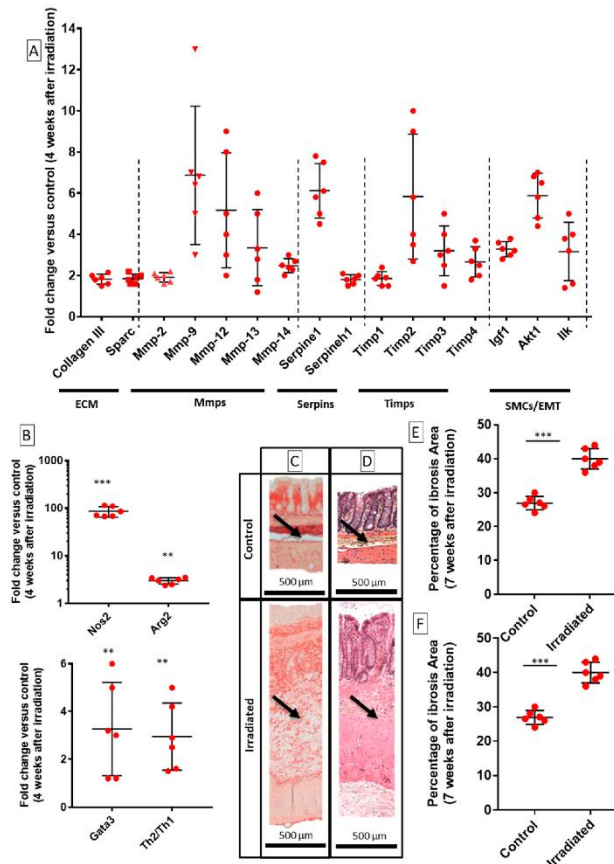 A
Fold change versus control (4 weeks after irradiation)
14
12
10
8
6
4
2
0
Collagen III
Sparc
Mmp-2
Mmp-9
Mmp-12
Mmp-13
Mmp-14
Serpine1
Serpineh1
Timp1
Timp2
Timp3
Timp4
Igf1
Akt1
Ilk
ECM
Mmps
Serpins
Timps
SMCs/EMT
B
Fold change versus control
(4 weeks after irradiation)
1000
100
10
1
***
**
Nos2
Arg2
Fold change versus control
(4 weeks after irradiation)
6
4
2
0
**
**
Gata3
Th2/Th1
C
D
Control
500 µm
500 µm
Irradiated
500 µm
500 µm
E
Percentage of ibrosis Area
(7 weeks after irradiation)
50
40
30
20
10
0
***
Control
Irradiated
F
Percentage of ibrosis Area
(7 weeks after irradiation)
50
40
30
20
10
0
***
Control
Irradiated